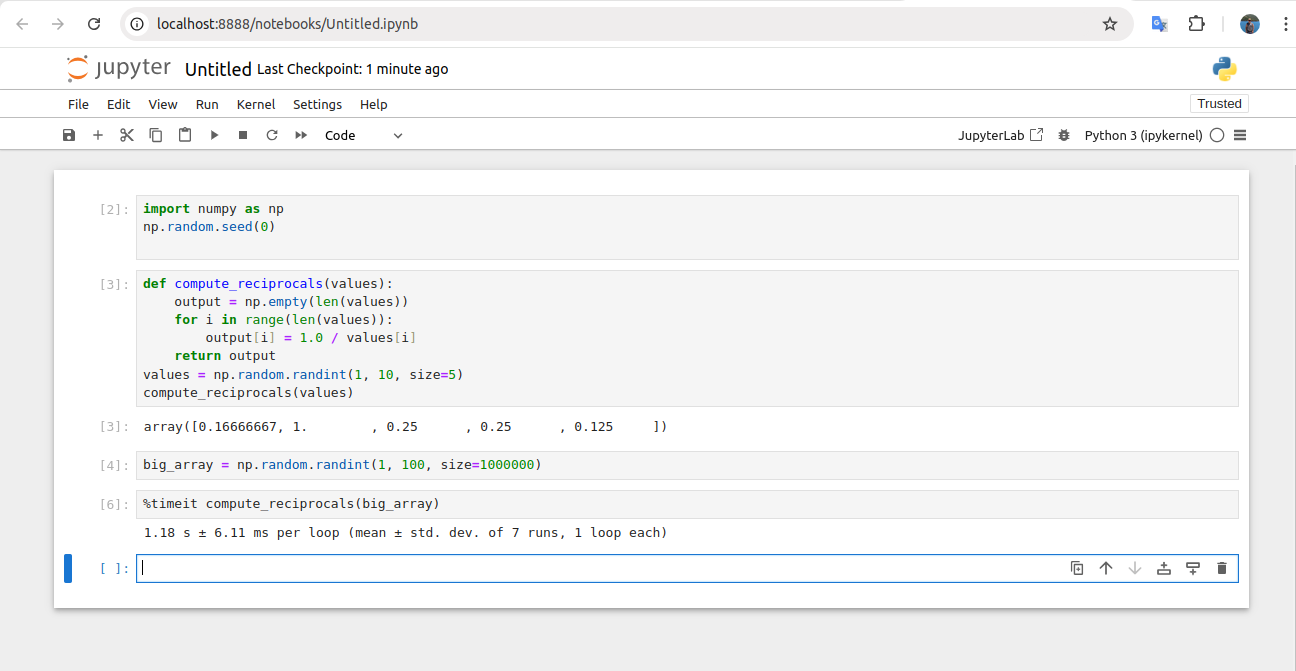 localhost:8888/notebooks/Untitled.ipynb
jupyter Untitled Last Checkpoint: 1 minute ago
File Edit View Run Kernel Settings Help Trusted
Code JupyterLab Python 3 (ipykernel)
[2]: import numpy as np
np.random.seed(0)
[3]: def compute_reciprocals(values):
    output = np.empty(len(values))
    for i in range(len(values)):
        output[i] = 1.0 / values[i]
    return output
values = np.random.randint(1, 10, size=5)
compute_reciprocals(values)
[3]: array([0.16666667, 1.        , 0.25      , 0.25      , 0.125     ])
[4]: big_array = np.random.randint(1, 100, size=1000000)
[6]: %timeit compute_reciprocals(big_array)
1.18 s ± 6.11 ms per loop (mean ± std. dev. of 7 runs, 1 loop each)
[ ]: